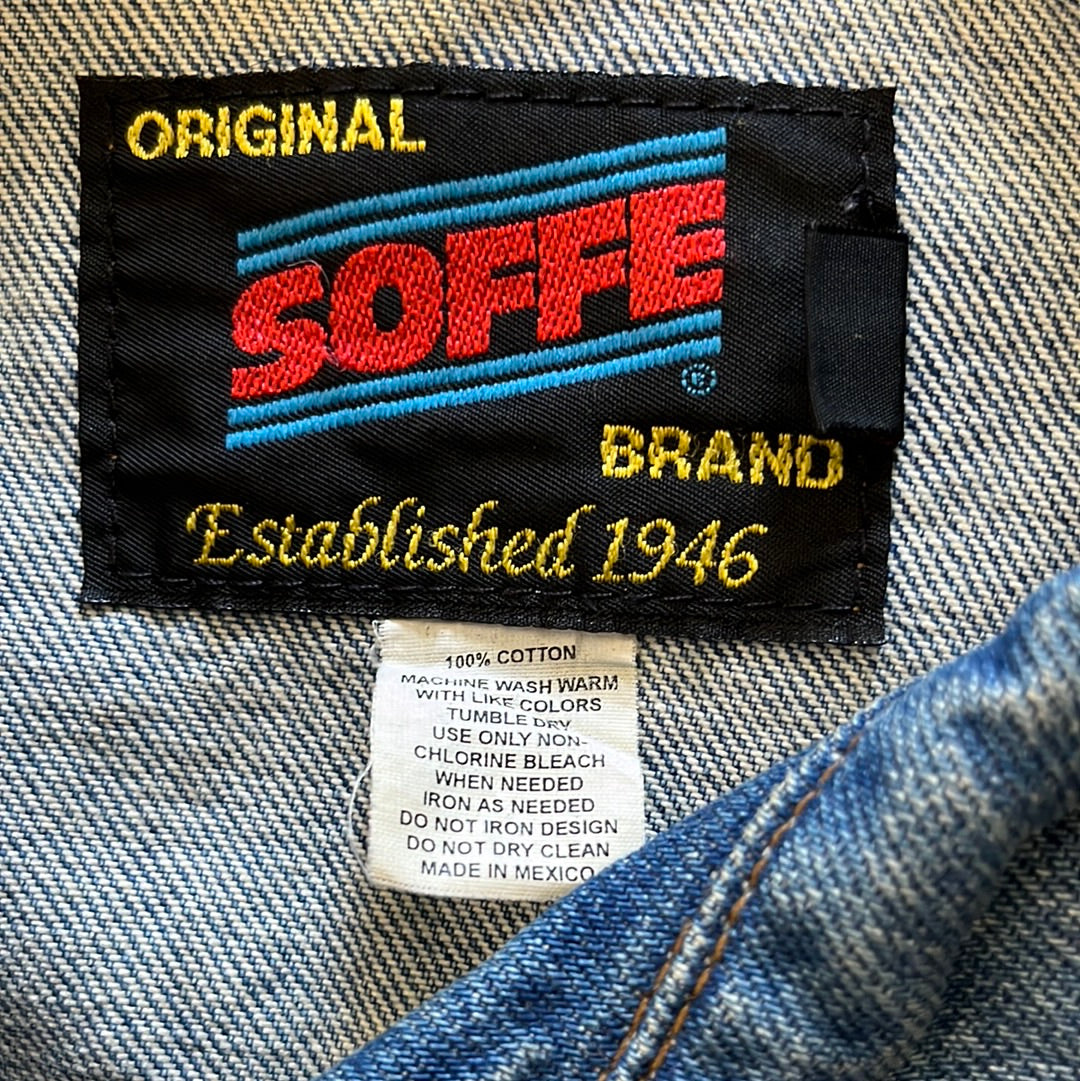 ORIGINAL
SOFFE
®
BRAND
Established 1946
100% COTTON
MACHINE WASH WARM
WITH LIKE COLORS
TUMBLE DRY
USE ONLY NON-
CHLORINE BLEACH
WHEN NEEDED
IRON AS NEEDED
DO NOT IRON DESIGN
DO NOT DRY CLEAN
MADE IN MEXICO